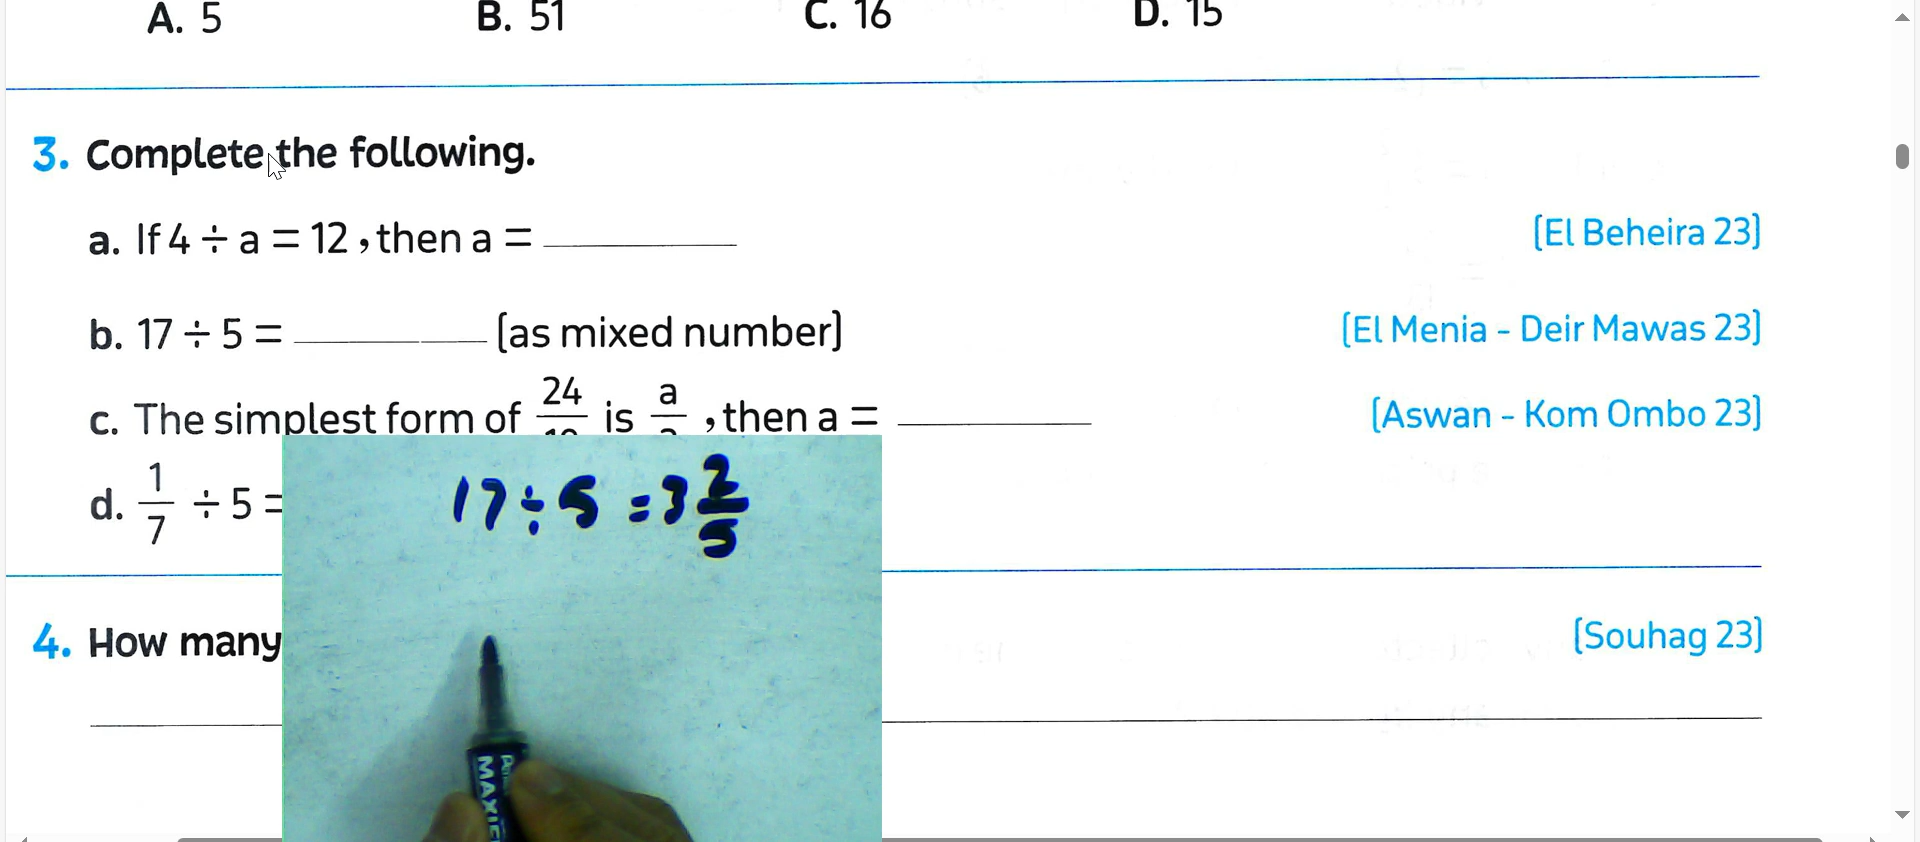 A. 5 B. 51 C. 16 D. 15
3. Complete the following.
a. If 4 ÷ a = 12 , then a = [El Beheira 23]
b. 17 ÷ 5 = [as mixed number] [El Menia - Deir Mawas 23]
c. The simplest form of 24/ is a/ , then a = [Aswan - Kom Ombo 23]
d. 1/7 ÷ 5 =
17 ÷ 5 = 3 2/5
4. How many [Souhag 23]
MAXI